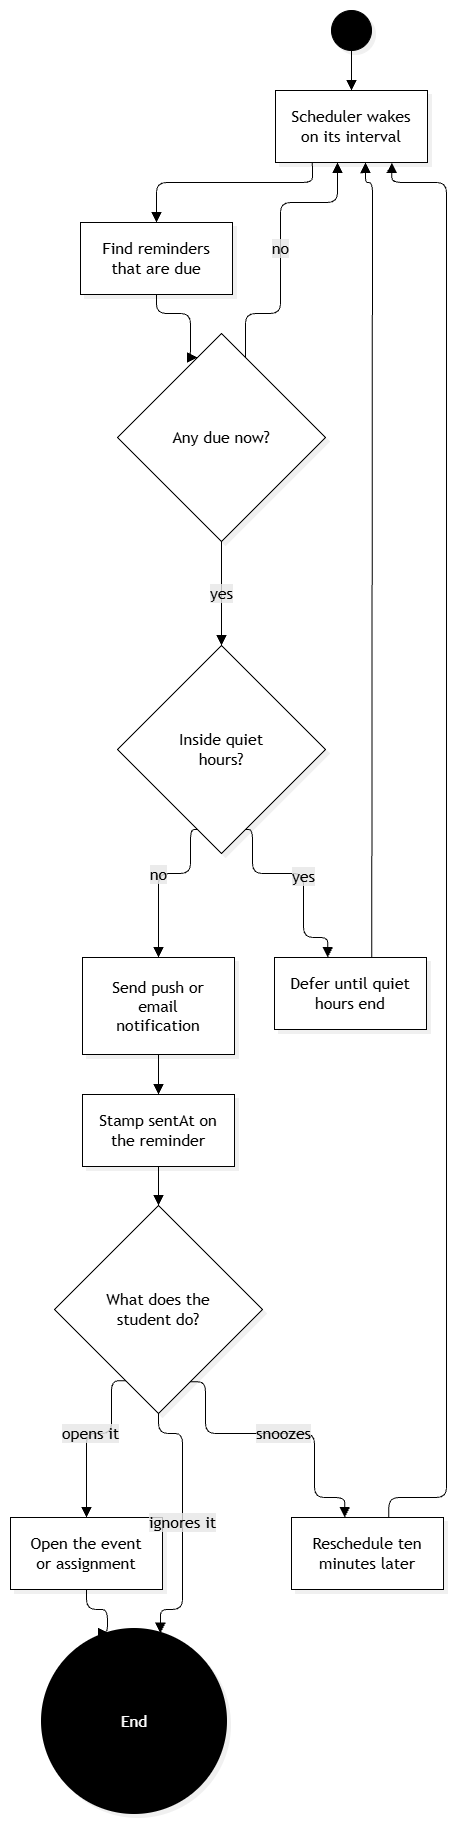 Scheduler wakes
on its interval
Find reminders
that are due
no
Any due now?
yes
Inside quiet
hours?
no
yes
Send push or
email
notification
Defer until quiet
hours end
Stamp sentAt on
the reminder
What does the
student do?
opens it
snoozes
ignores it
Open the event
or assignment
Reschedule ten
minutes later
End